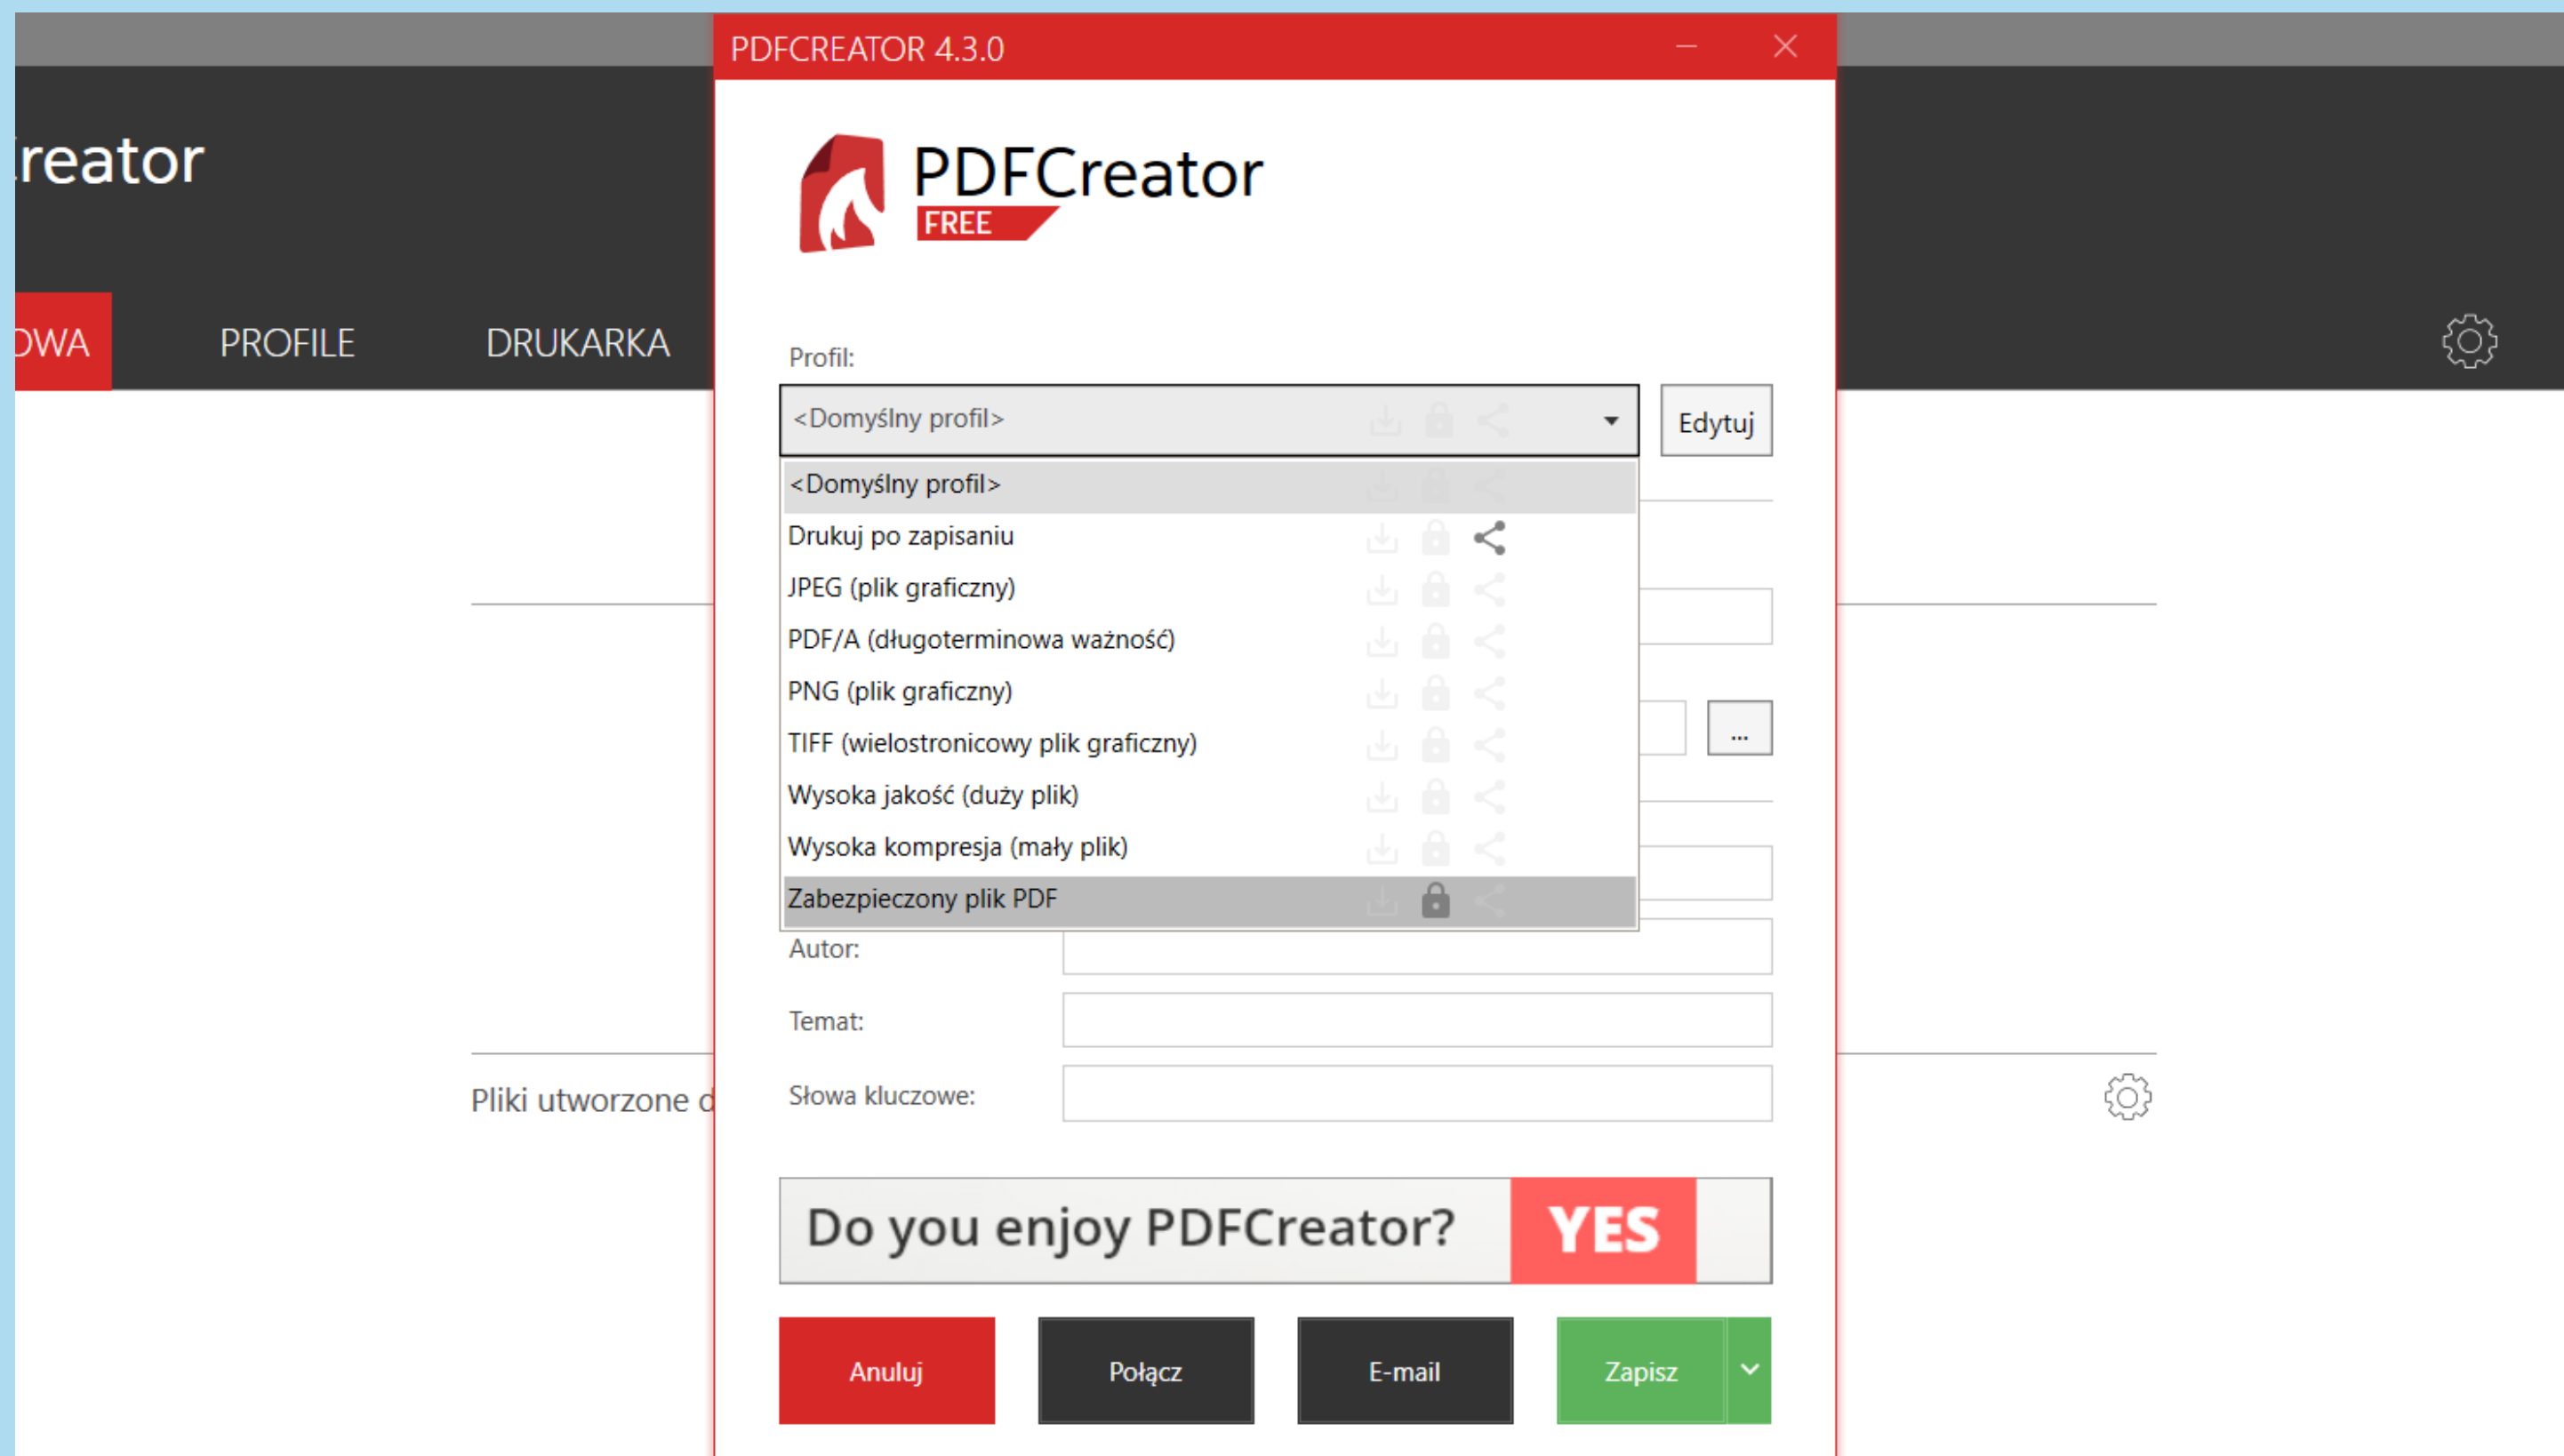 PDFCREATOR 4.3.0
reator
PDFCreator
FREE
OWA
PROFILE
DRUKARKA
Profil:
<Domyślny profil>
Edytuj
<Domyślny profil>
Drukuj po zapisaniu
JPEG (plik graficzny)
PDF/A (długoterminowa ważność)
PNG (plik graficzny)
TIFF (wielostronicowy plik graficzny)
...
Wysoka jakość (duży plik)
Wysoka kompresja (mały plik)
Zabezpieczony plik PDF
Autor:
Temat:
Słowa kluczowe:
Pliki utworzone d
Do you enjoy PDFCreator? YES
Anuluj
Połącz
E-mail
Zapisz